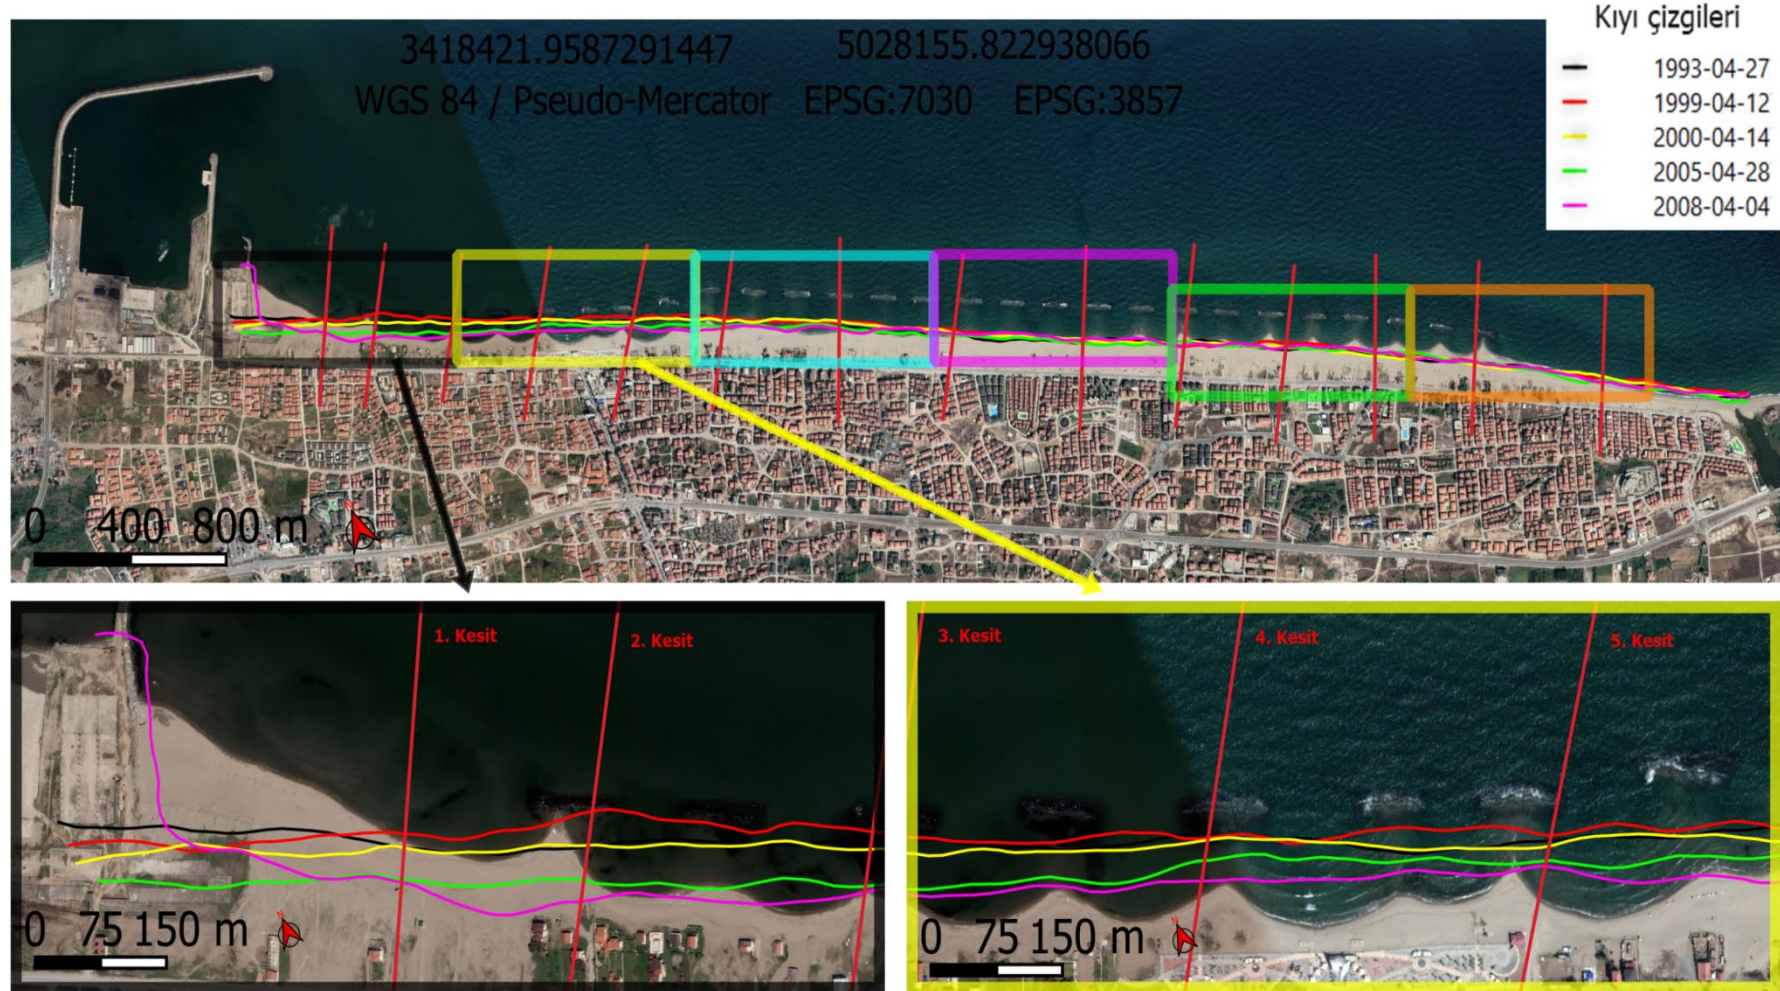 Kıyı çizgileri
1993-04-27
1999-04-12
2000-04-14
2005-04-28
2008-04-04
3418421.9587291447 5028155.822938066
WGS 84 / Pseudo-Mercator EPSG:7030 EPSG:3857
0 400 800 m
1. Kesit
2. Kesit
0 75 150 m
3. Kesit
4. Kesit
5. Kesit
0 75 150 m